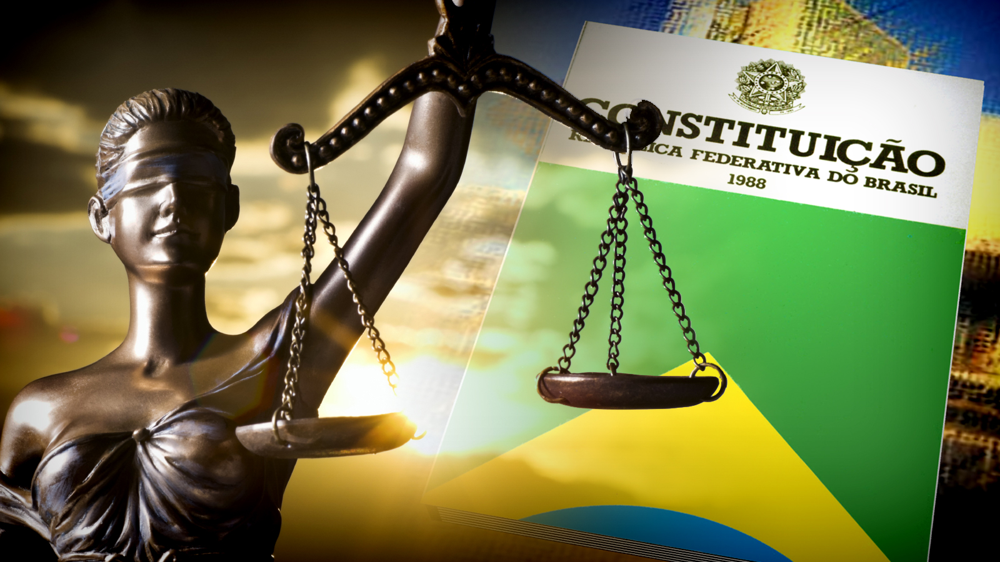 CONSTITUIÇÃO
FEDERATIVA DO BRASIL
1988